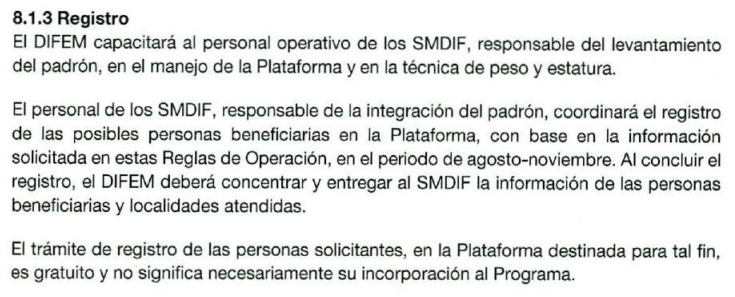 8.1.3 Registro
El DIFEM capacitará al personal operativo de los SMDIF, responsable del levantamiento
del padrón, en el manejo de la Plataforma y en la técnica de peso y estatura.
El personal de los SMDIF, responsable de la integración del padrón, coordinará el registro
de las posibles personas beneficiarias en la Plataforma, con base en la información
solicitada en estas Reglas de Operación, en el periodo de agosto-noviembre. Al concluir el
registro, el DIFEM deberá concentrar y entregar al SMDIF la información de las personas
beneficiarias y localidades atendidas.
El trámite de registro de las personas solicitantes, en la Plataforma destinada para tal fin,
es gratuito y no significa necesariamente su incorporación al Programa.